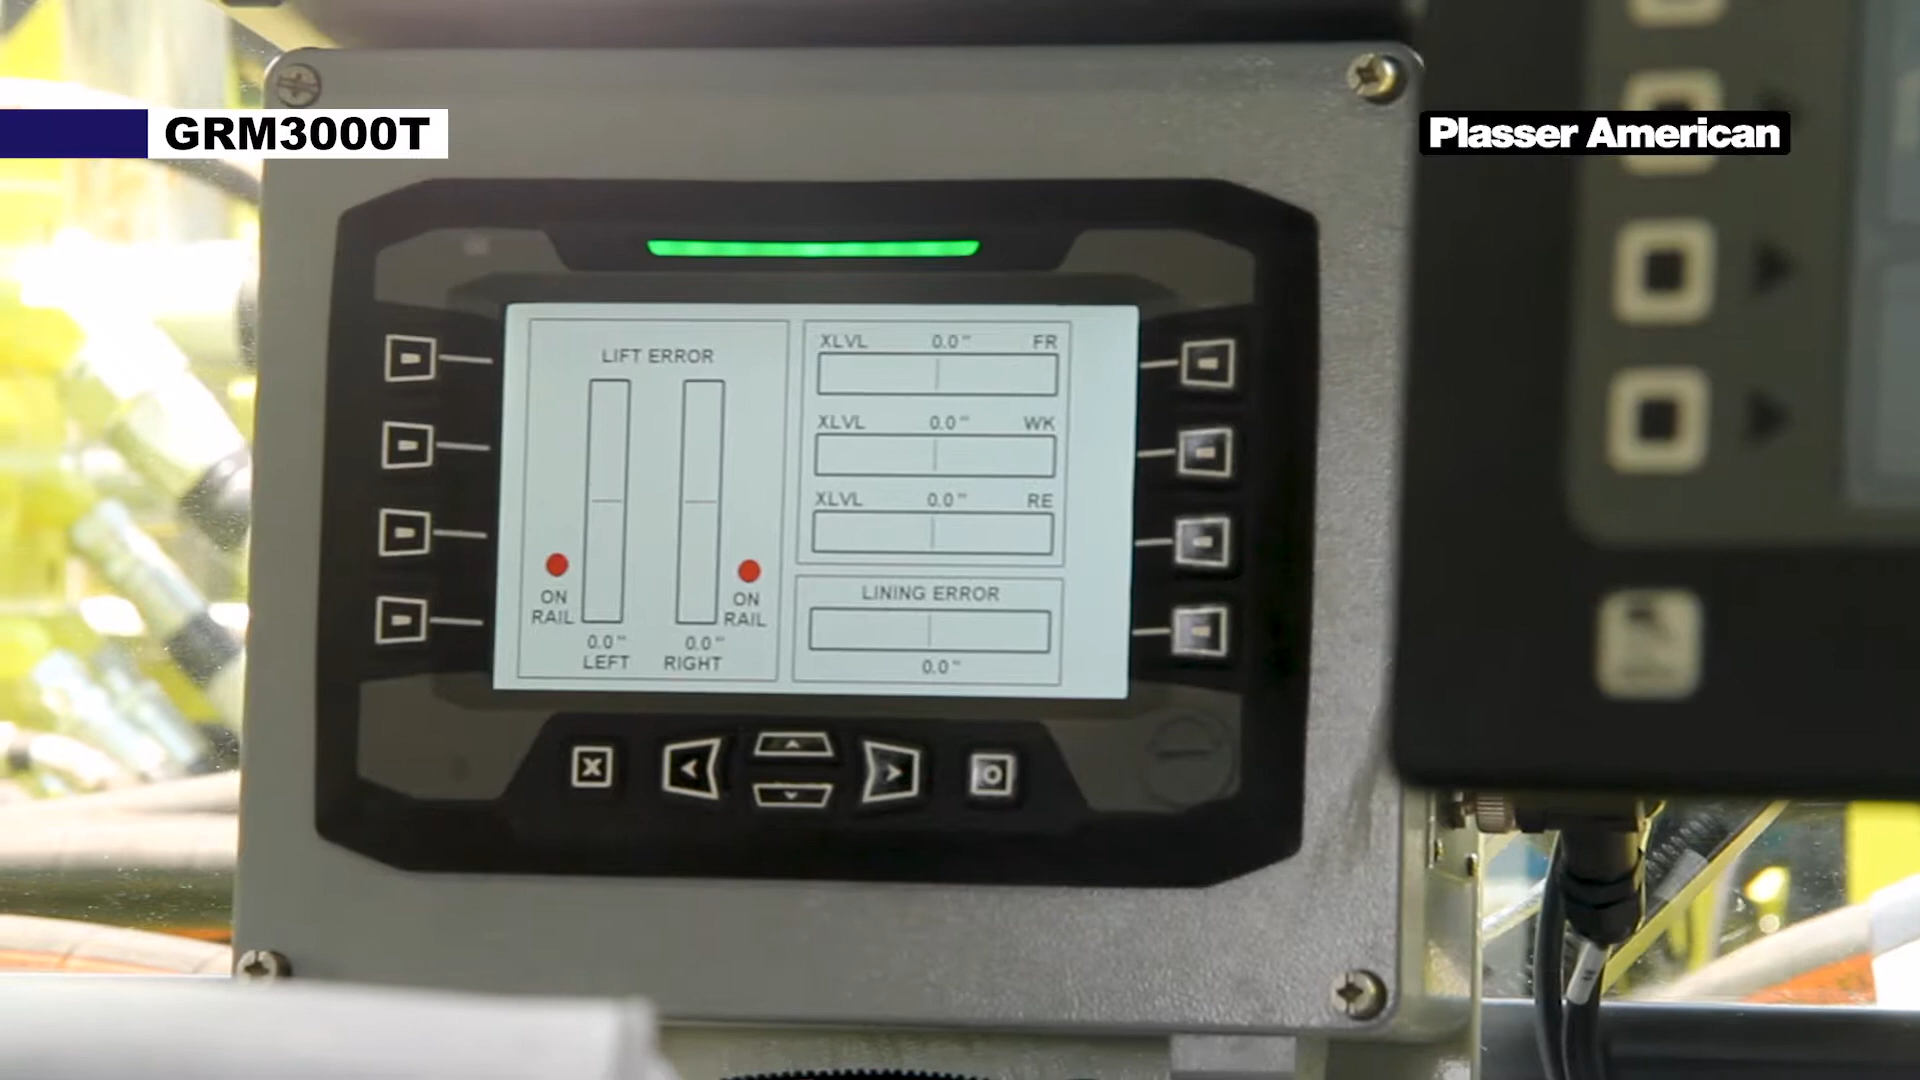 GRM3000T
Plasser American
LIFT ERROR
ON
RAIL
ON
RAIL
0.0"
LEFT
0.0"
RIGHT
XLVL 0.0" FR
XLVL 0.0" WK
XLVL 0.0" RE
LINING ERROR
0.0"